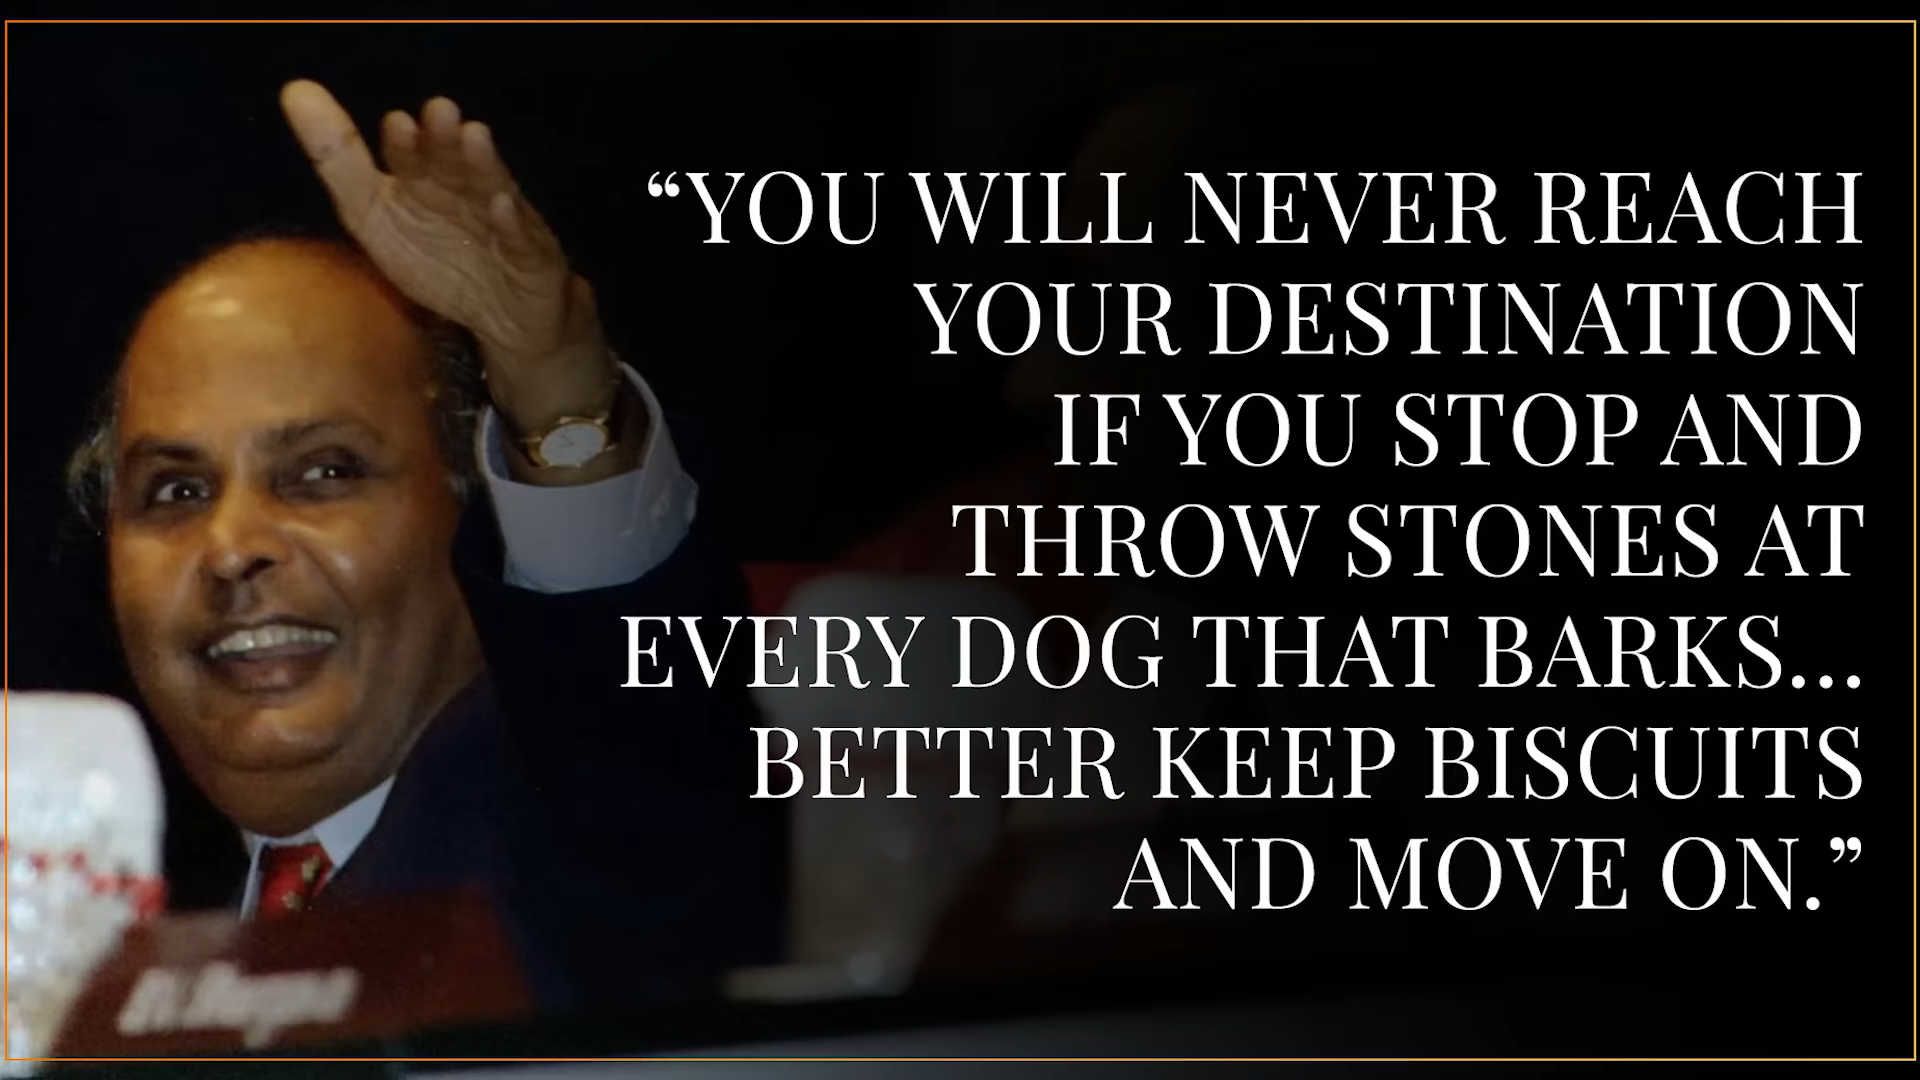 “YOU WILL NEVER REACH
YOUR DESTINATION
IF YOU STOP AND
THROW STONES AT
EVERY DOG THAT BARKS...
BETTER KEEP BISCUITS
AND MOVE ON.”